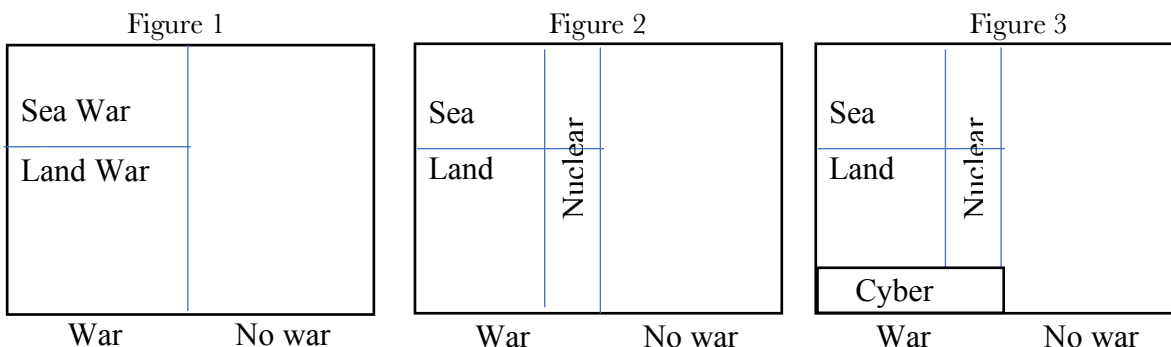 Figure 1
Sea War
Land War
War
No war
Figure 2
Sea
Land
Nuclear
War
No war
Figure 3
Sea
Land
Nuclear
Cyber
War
No war